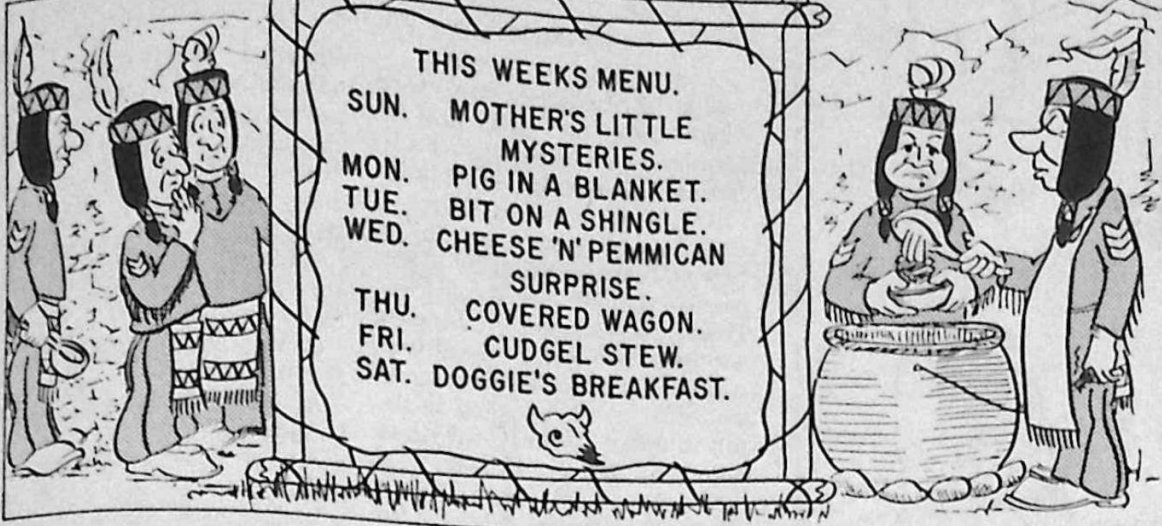 THIS WEEKS MENU.
SUN. MOTHER'S LITTLE
MYSTERIES.
MON. PIG IN A BLANKET.
TUE. BIT ON A SHINGLE.
WED. CHEESE 'N' PEMMICAN
SURPRISE.
THU. COVERED WAGON.
FRI. CUDGEL STEW.
SAT. DOGGIE'S BREAKFAST.